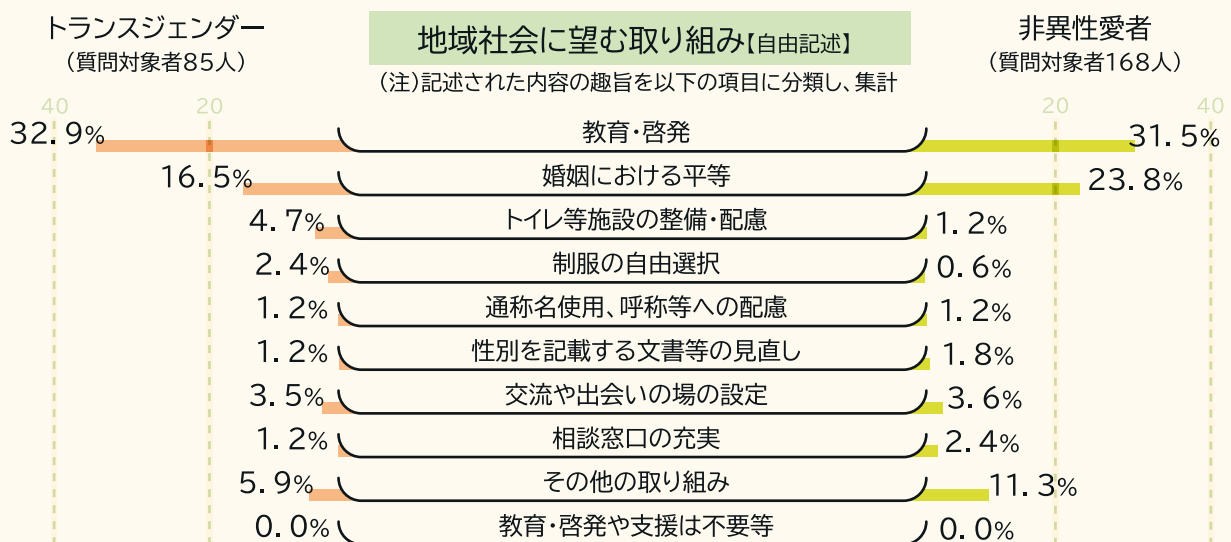 トランスジェンダー
(質問対象者85人)
地域社会に望む取り組み【自由記述】
(注)記述された内容の趣旨を以下の項目に分類し、集計
非異性愛者
(質問対象者168人)
40 20 20 40
32.9% 教育・啓発 31.5%
16.5% 婚姻における平等 23.8%
4.7% トイレ等施設の整備・配慮 1.2%
2.4% 制服の自由選択 0.6%
1.2% 通称名使用、呼称等への配慮 1.2%
1.2% 性別を記載する文書等の見直し 1.8%
3.5% 交流や出会いの場の設定 3.6%
1.2% 相談窓口の充実 2.4%
5.9% その他の取り組み 11.3%
0.0% 教育・啓発や支援は不要等 0.0%